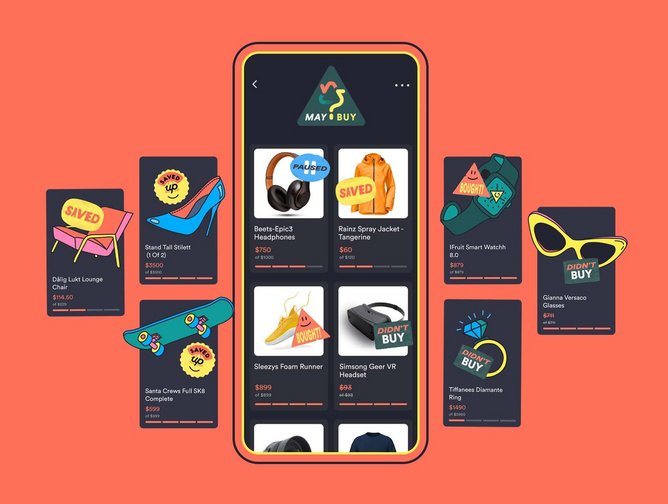 MAY BUY
SAVED
Dålig Lukt Lounge
Chair
$114.50
of $229
SAVED
up
Stand Tall Stilett
(1 Of 2)
$3500
of $3500
SAVED
up
Santa Crews Full SK8
Complete
$599
of $599
PAUSED
Beets-Epic3
Headphones
$750
of $1000
SAVED
Rainz Spray Jacket -
Tangerine
$60
of $120
BOUGHT!
Sleezys Foam Runner
$899
of $899
DIDN'T
BUY
Simsong Geer VR
Headset
$93
of $93
BOUGHT!
IFruit Smart Watchh
8.0
$879
of $879
DIDN'T
BUY
Gianna Versaco
Glasses
$711
of $711
DIDN'T
BUY
Tiffanees Diamante
Ring
$1490